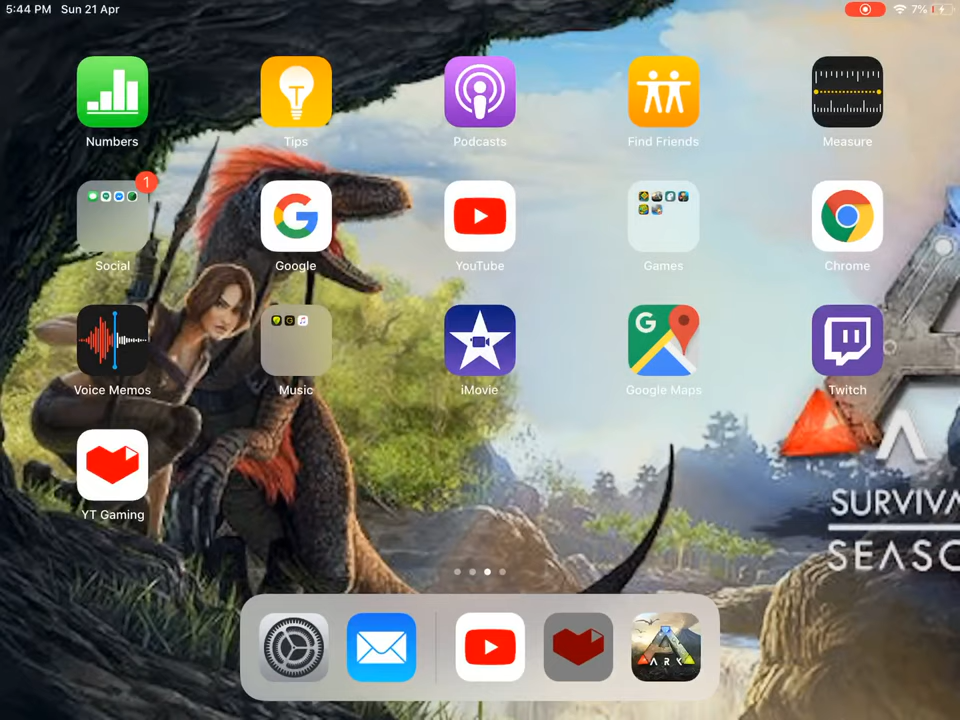 5:44 PM Sun 21 Apr 7%
Numbers Tips Podcasts Find Friends Measure
1
Social Google YouTube Games Chrome
Voice Memos Music iMovie Google Maps Twitch
YT Gaming
SURVIVA
SEASO
ARK